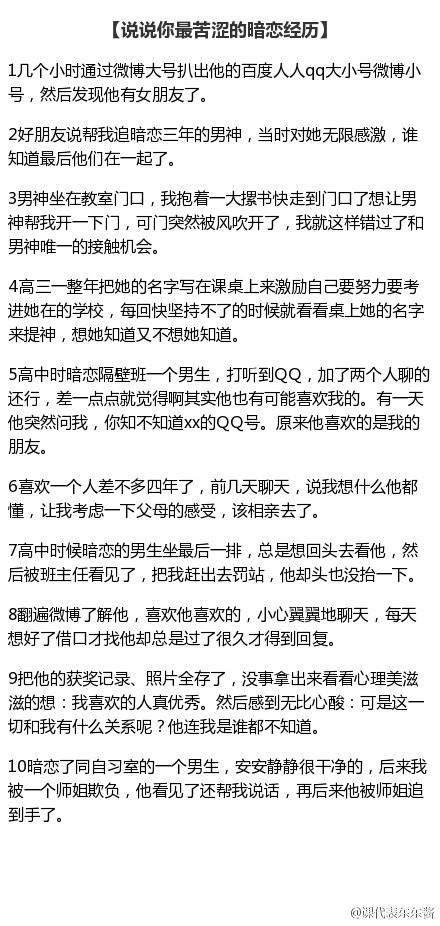 【说说你最苦涩的暗恋经历】
1几个小时通过微博大号扒出他的百度人人qq大小号微博小
号，然后发现他有女朋友了。
2好朋友说帮我追暗恋三年的男神，当时对她无限感激，谁
知道最后他们在一起了。
3男神坐在教室门口，我抱着一大摞书快走到门口了想让男
神帮我开一下门，可门突然被风吹开了，我就这样错过了和
男神唯一的接触机会。
4高三一整年把她的名字写在课桌上来激励自己要努力要考
进她在的学校，每回快坚持不了的时候就看看桌上她的名字
来提神，想她知道又不想她知道。
5高中时暗恋隔壁班一个男生，打听到QQ，加了两个人聊的
还行，差一点点就觉得啊其实他也有可能喜欢我的。有一天
他突然问我，你知不知道xx的QQ号。原来他喜欢的是我的
朋友。
6喜欢一个人差不多四年了，前几天聊天，说我想什么他都
懂，让我考虑一下父母的感受，该相亲去了。
7高中时候暗恋的男生坐最后一排，总是想回头去看他，然
后被班主任看见了，把我赶出去罚站，他却头也没抬一下。
8翻遍微博了解他，喜欢他喜欢的，小心翼翼地聊天，每天
想好了借口才找他却总是过了很久才得到回复。
9把他的获奖记录、照片全存了，没事拿出来看看心理美滋
滋的想：我喜欢的人真优秀。然后感到无比心酸：可是这一
切和我有什么关系呢？他连我是谁都不知道。
10暗恋了同自习室的一个男生，安安静静很干净的，后来我
被一个师姐欺负，他看见了还帮我说话，再后来他被师姐追
到手了。
@课代表东东酱